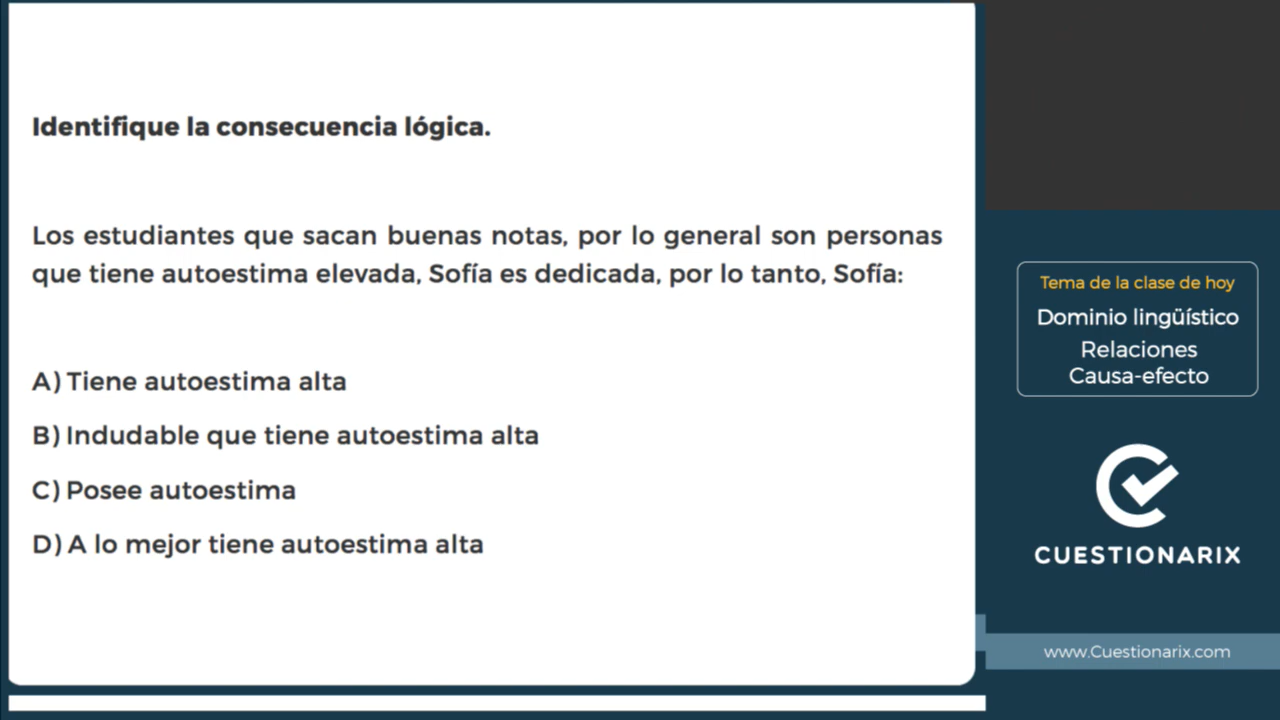 Identifique la consecuencia lógica.
Los estudiantes que sacan buenas notas, por lo general son personas
que tiene autoestima elevada, Sofía es dedicada, por lo tanto, Sofía:
A) Tiene autoestima alta
B) Indudable que tiene autoestima alta
C) Posee autoestima
D) A lo mejor tiene autoestima alta
Tema de la clase de hoy
Dominio lingüístico
Relaciones
Causa-efecto
CUESTIONARIX
www.Cuestionarix.com